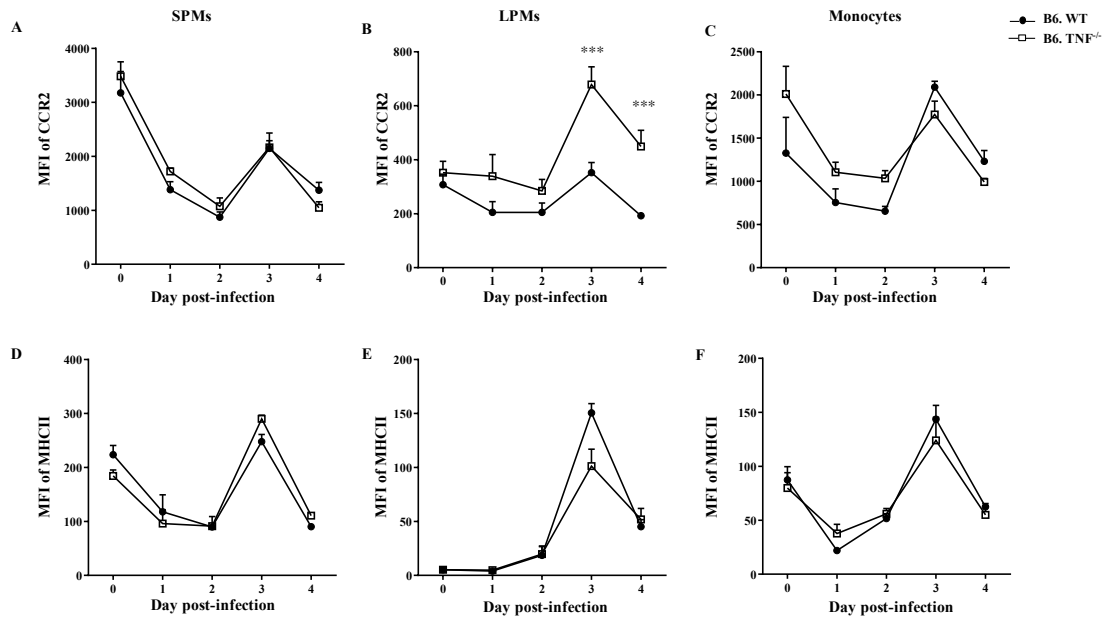 SPMs
LPMs
Monocytes
B6. WT
B6. TNF-/-
A
MFI of CCR2
4000
3000
2000
1000
0
0 1 2 3 4
Day post-infection
B
MFI of CCR2
800
600
400
200
0
***
***
0 1 2 3 4
Day post-infection
C
MFI of CCR2
2500
2000
1500
1000
500
0
0 1 2 3 4
Day post-infection
D
MFI of MHCII
400
300
200
100
0
0 1 2 3 4
Day post-infection
E
MFI of MHCII
200
150
100
50
0
0 1 2 3 4
Day post-infection
F
MFI of MHCII
200
150
100
50
0
0 1 2 3 4
Day post-infection